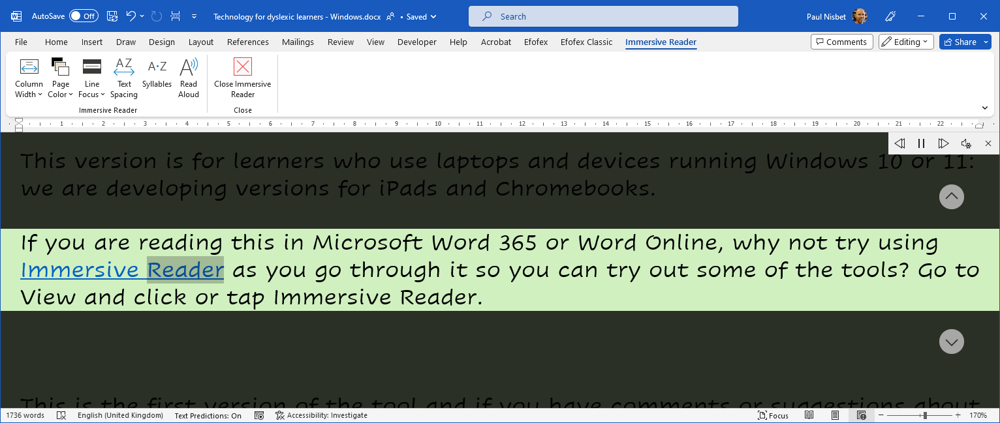 AutoSave Off Technology for dyslexic learners - Windows.docx • Saved Search Paul Nisbet
File Home Insert Draw Design Layout References Mailings Review View Developer Help Acrobat Efofex Efofex Classic Immersive Reader Comments Editing Share
Column Width Page Color Line Focus Text Spacing Syllables Read Aloud Close Immersive Reader
Immersive Reader Close
1 2 3 4 5 6 7 8 9 10 11 12 13 14 15 16 17 18 19 20 21 22
This version is for learners who use laptops and devices running Windows 10 or 11:
we are developing versions for iPads and Chromebooks.
If you are reading this in Microsoft Word 365 or Word Online, why not try using
Immersive Reader as you go through it so you can try out some of the tools? Go to
View and click or tap Immersive Reader.
This is the first version of the tool and if you have comments or suggestions about
1736 words English (United Kingdom) Text Predictions: On Accessibility: Investigate Focus 170%